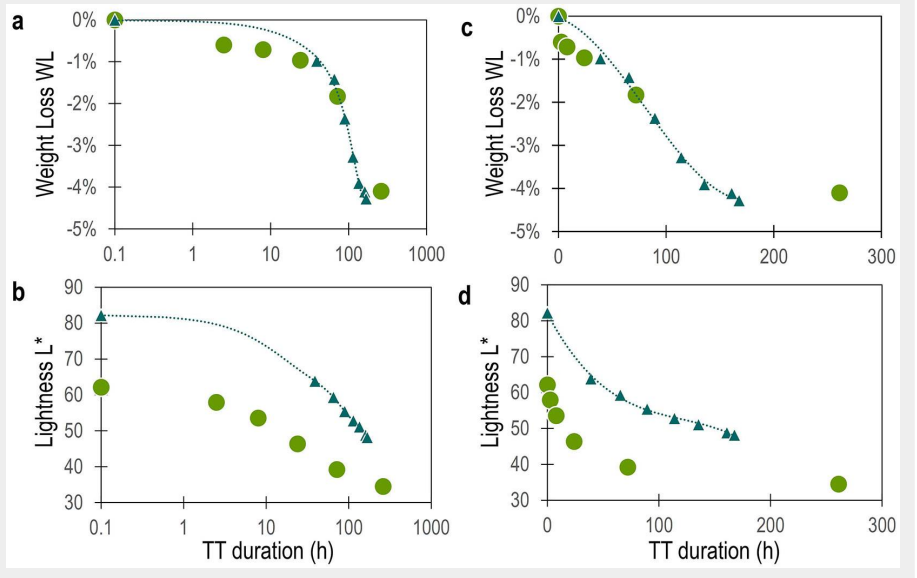 a
Weight Loss WL
0%
-1%
-2%
-3%
-4%
-5%
0.1 1 10 100 1000
c
Weight Loss WL
0%
-1%
-2%
-3%
-4%
-5%
0 100 200 300
b
Lightness L*
90
80
70
60
50
40
30
0.1 1 10 100 1000
TT duration (h)
d
Lightness L*
90
80
70
60
50
40
30
0 100 200 300
TT duration (h)